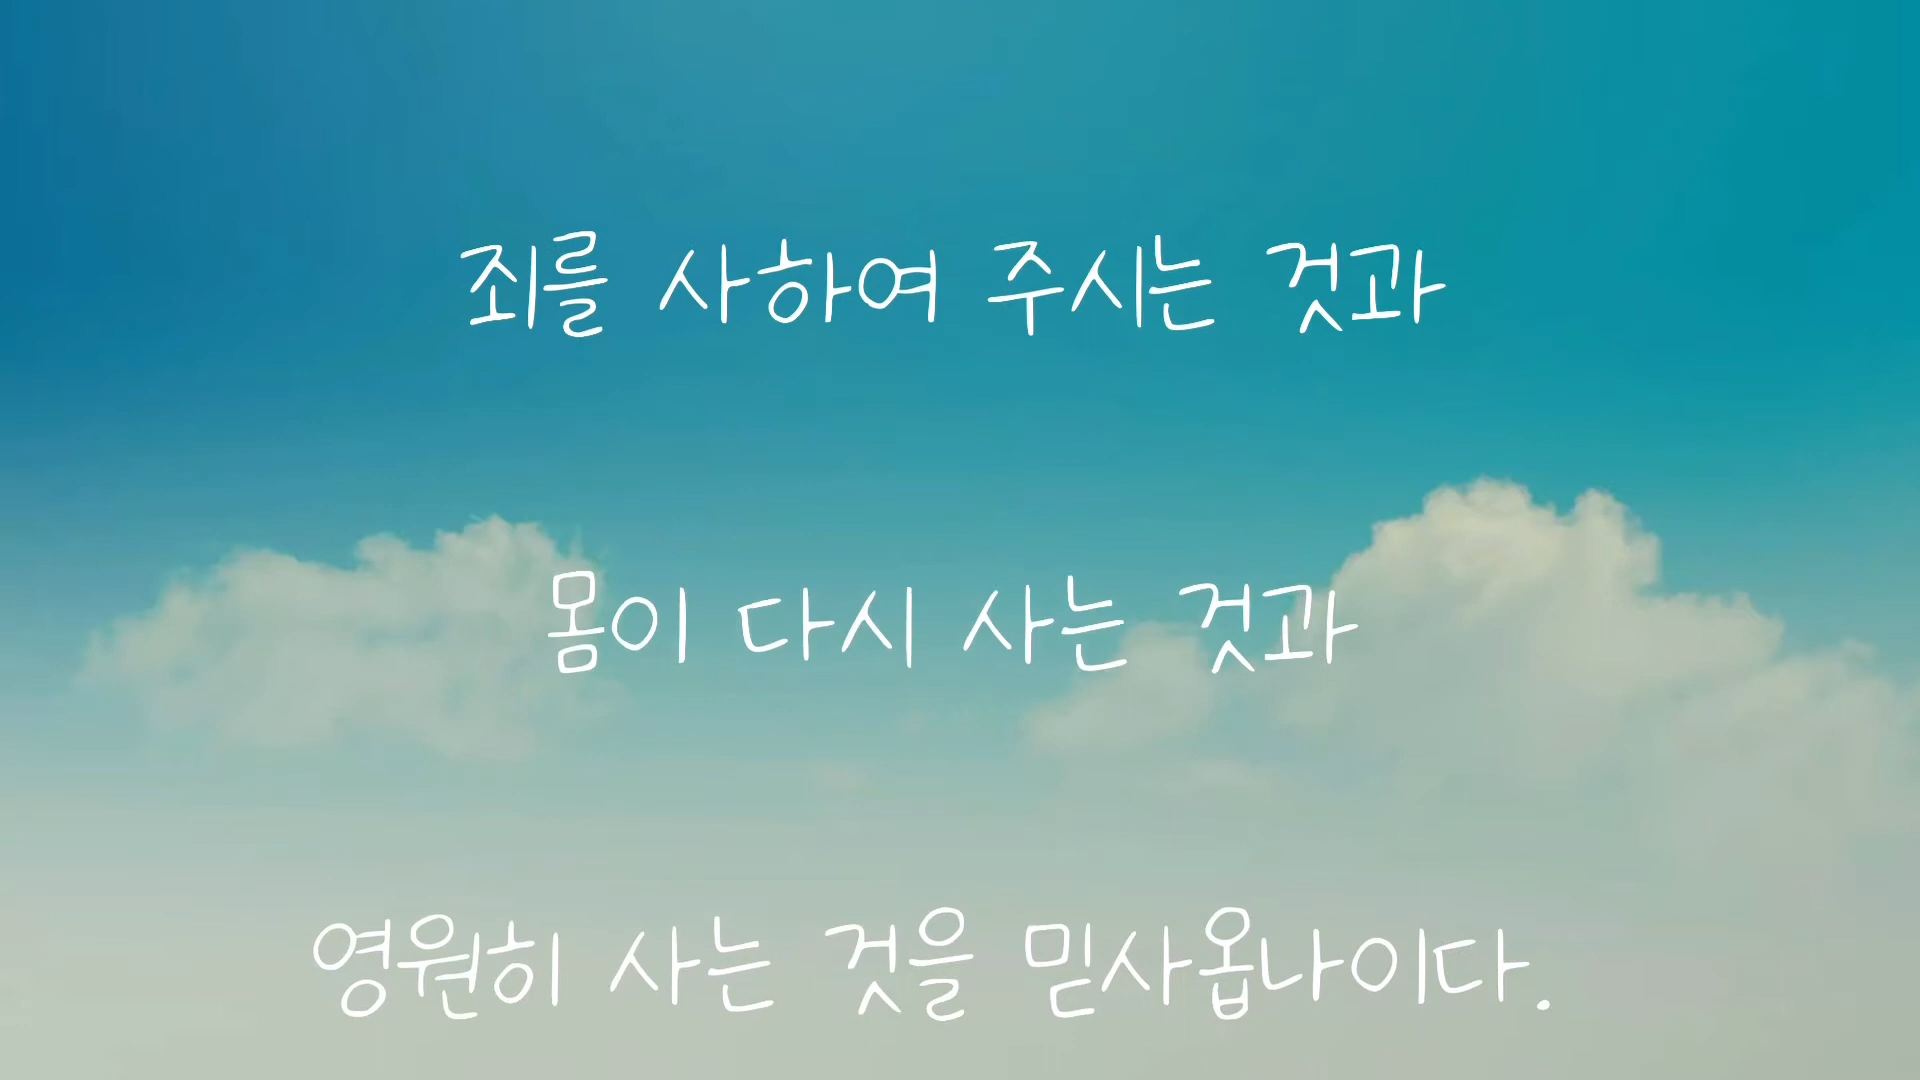 죄를 사하여 주시는 것과
몸이 다시 사는 것과
영원히 사는 것을 믿사옵나이다.